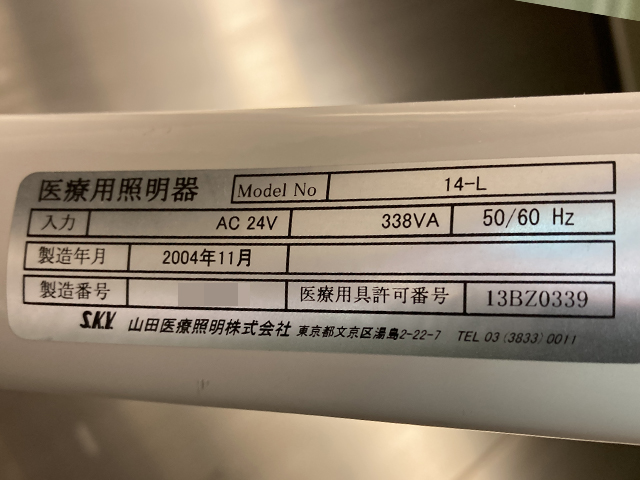 医療用照明器 Model No 14-L
入力 AC 24V 338VA 50/60 Hz
製造年月 2004年11月
製造番号 医療用具許可番号 13BZ0339
S.K.Y. 山田医療照明株式会社 東京都文京区湯島2-22-7 TEL 03(3833)0011